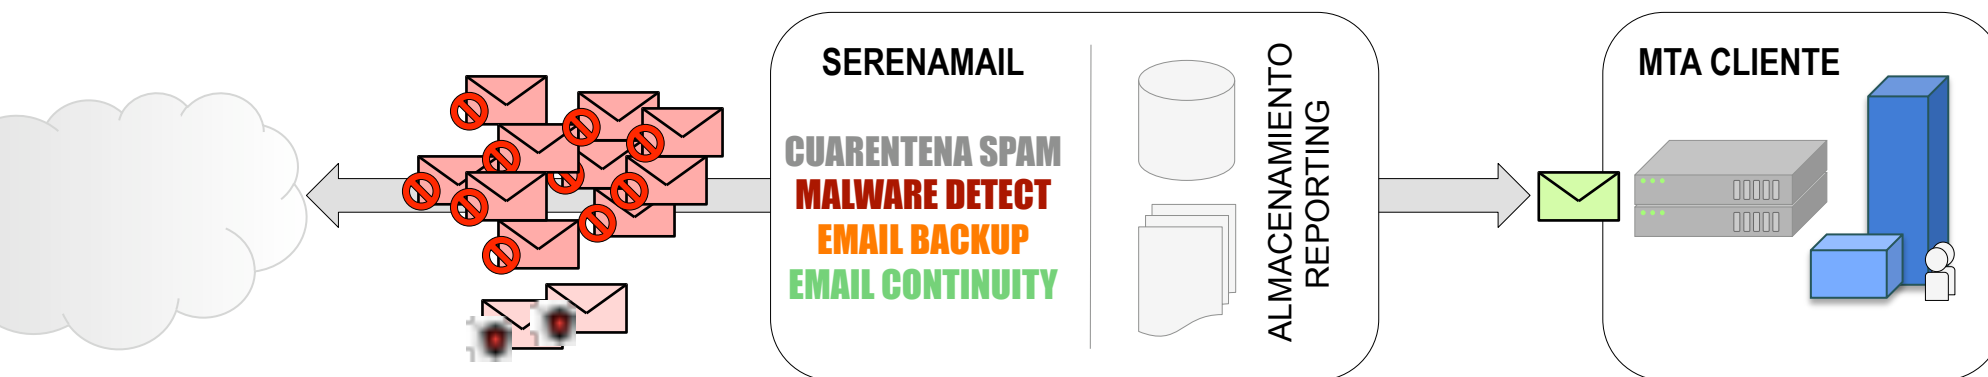 SERENAMAIL
CUARENTENA SPAM
MALWARE DETECT
EMAIL BACKUP
EMAIL CONTINUITY
ALMACENAMIENTO
REPORTING
MTA CLIENTE